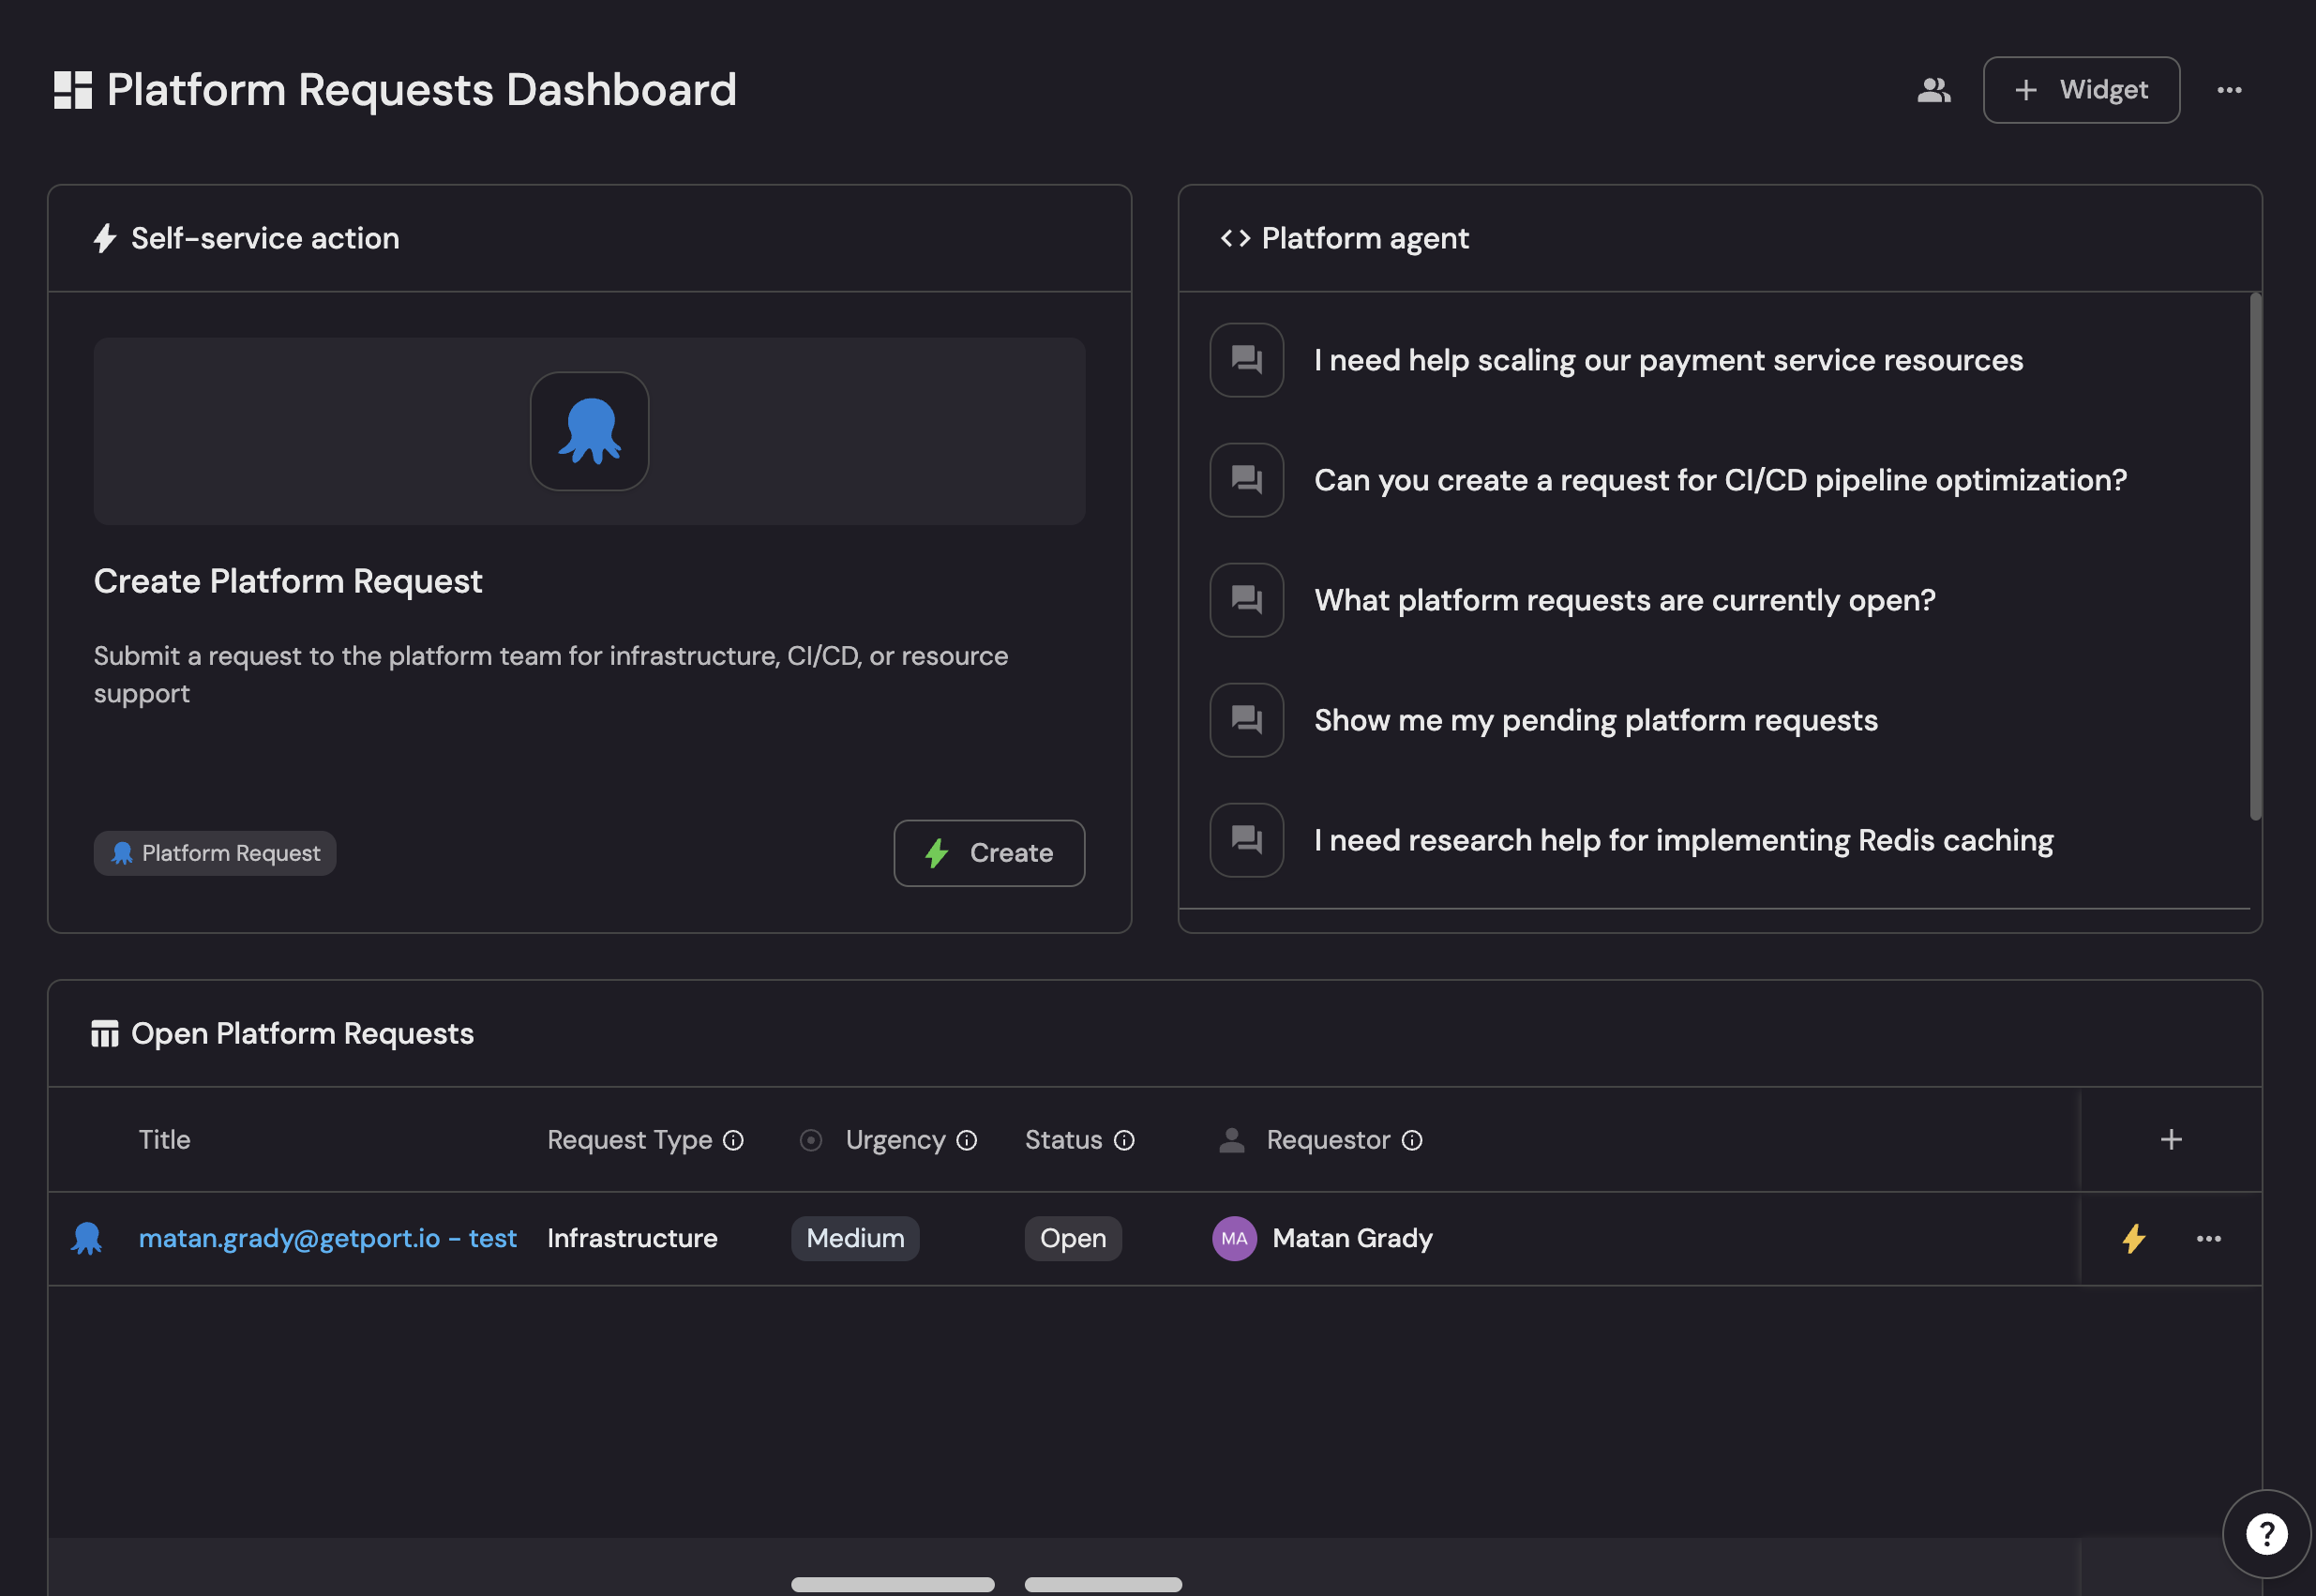 Platform Requests Dashboard
Widget
Self-service action
Create Platform Request
Submit a request to the platform team for infrastructure, CI/CD, or resource
support
Platform Request
Create
Platform agent
I need help scaling our payment service resources
Can you create a request for CI/CD pipeline optimization?
What platform requests are currently open?
Show me my pending platform requests
I need research help for implementing Redis caching
Open Platform Requests
Title Request Type Urgency Status Requestor
matan.grady@getport.io - test Infrastructure Medium Open MA Matan Grady